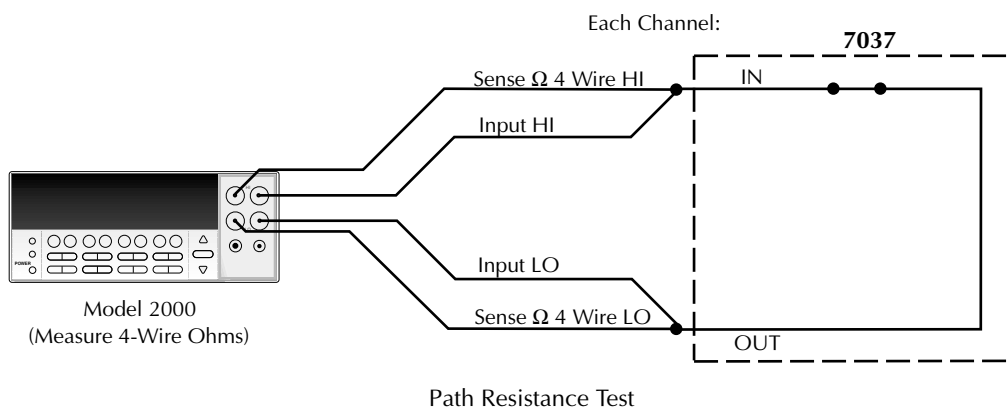 Each Channel:
7037
Sense Ω 4 Wire HI
IN
Input HI
POWER
Input LO
Model 2000
(Measure 4-Wire Ohms)
Sense Ω 4 Wire LO
OUT
Path Resistance Test